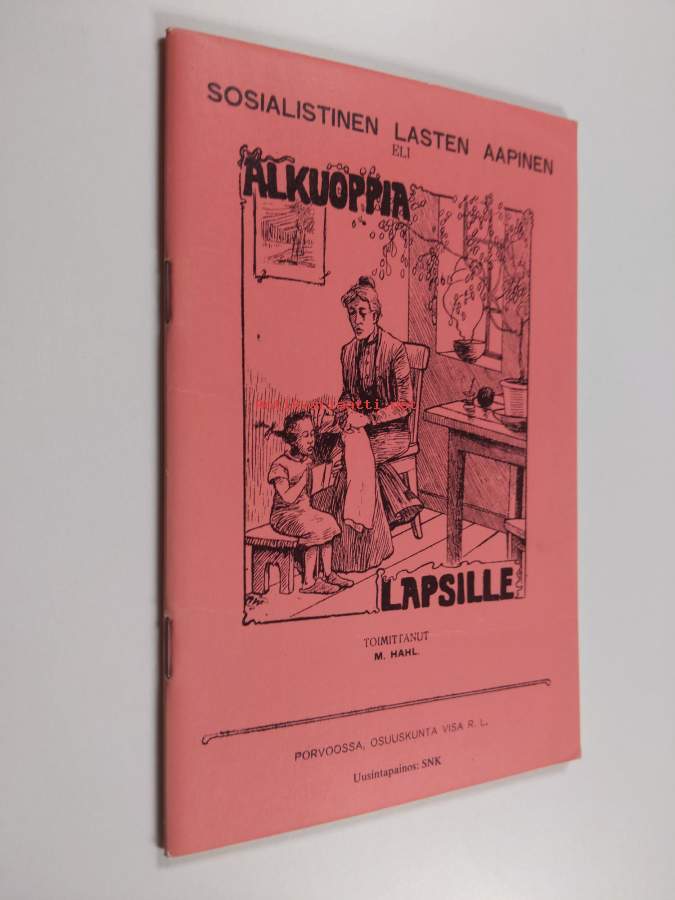 SOSIALISTINEN LASTEN AAPINEN
ELI
ALKUOPPIA
LAPSILLE.
TOIMITTANUT
M. HAHL.
PORVOOSSA, OSUUSKUNTA VISA R. L.
Uusintapainos: SNK